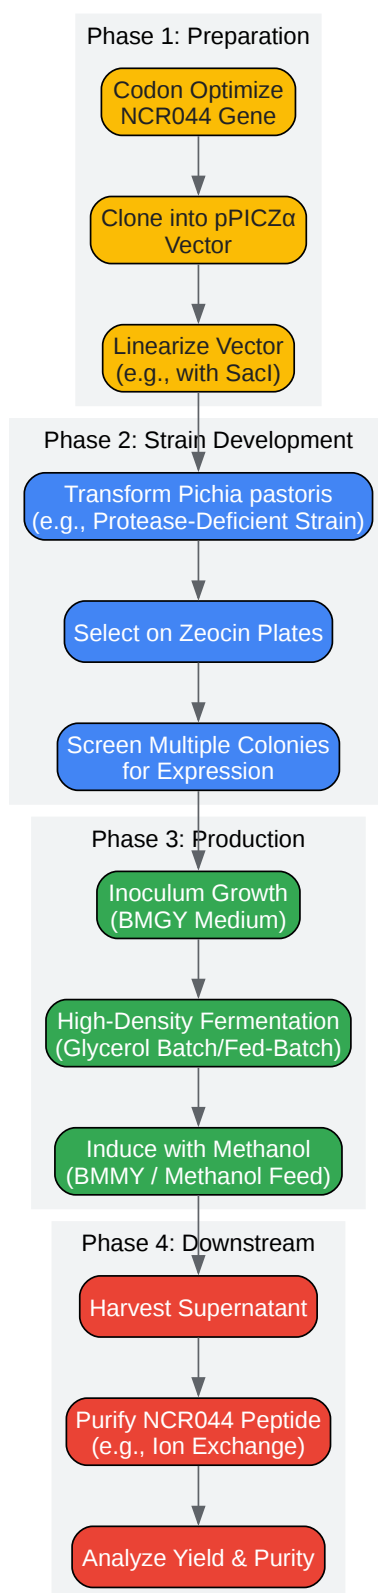 Phase 1: Preparation
Codon Optimize
NCR044 Gene
Clone into pPICZα
Vector
Linearize Vector
(e.g., with SacI)
Phase 2: Strain Development
Transform Pichia pastoris
(e.g., Protease-Deficient Strain)
Select on Zeocin Plates
Screen Multiple Colonies
for Expression
Phase 3: Production
Inoculum Growth
(BMGY Medium)
High-Density Fermentation
(Glycerol Batch/Fed-Batch)
Induce with Methanol
(BMMY / Methanol Feed)
Phase 4: Downstream
Harvest Supernatant
Purify NCR044 Peptide
(e.g., Ion Exchange)
Analyze Yield & Purity